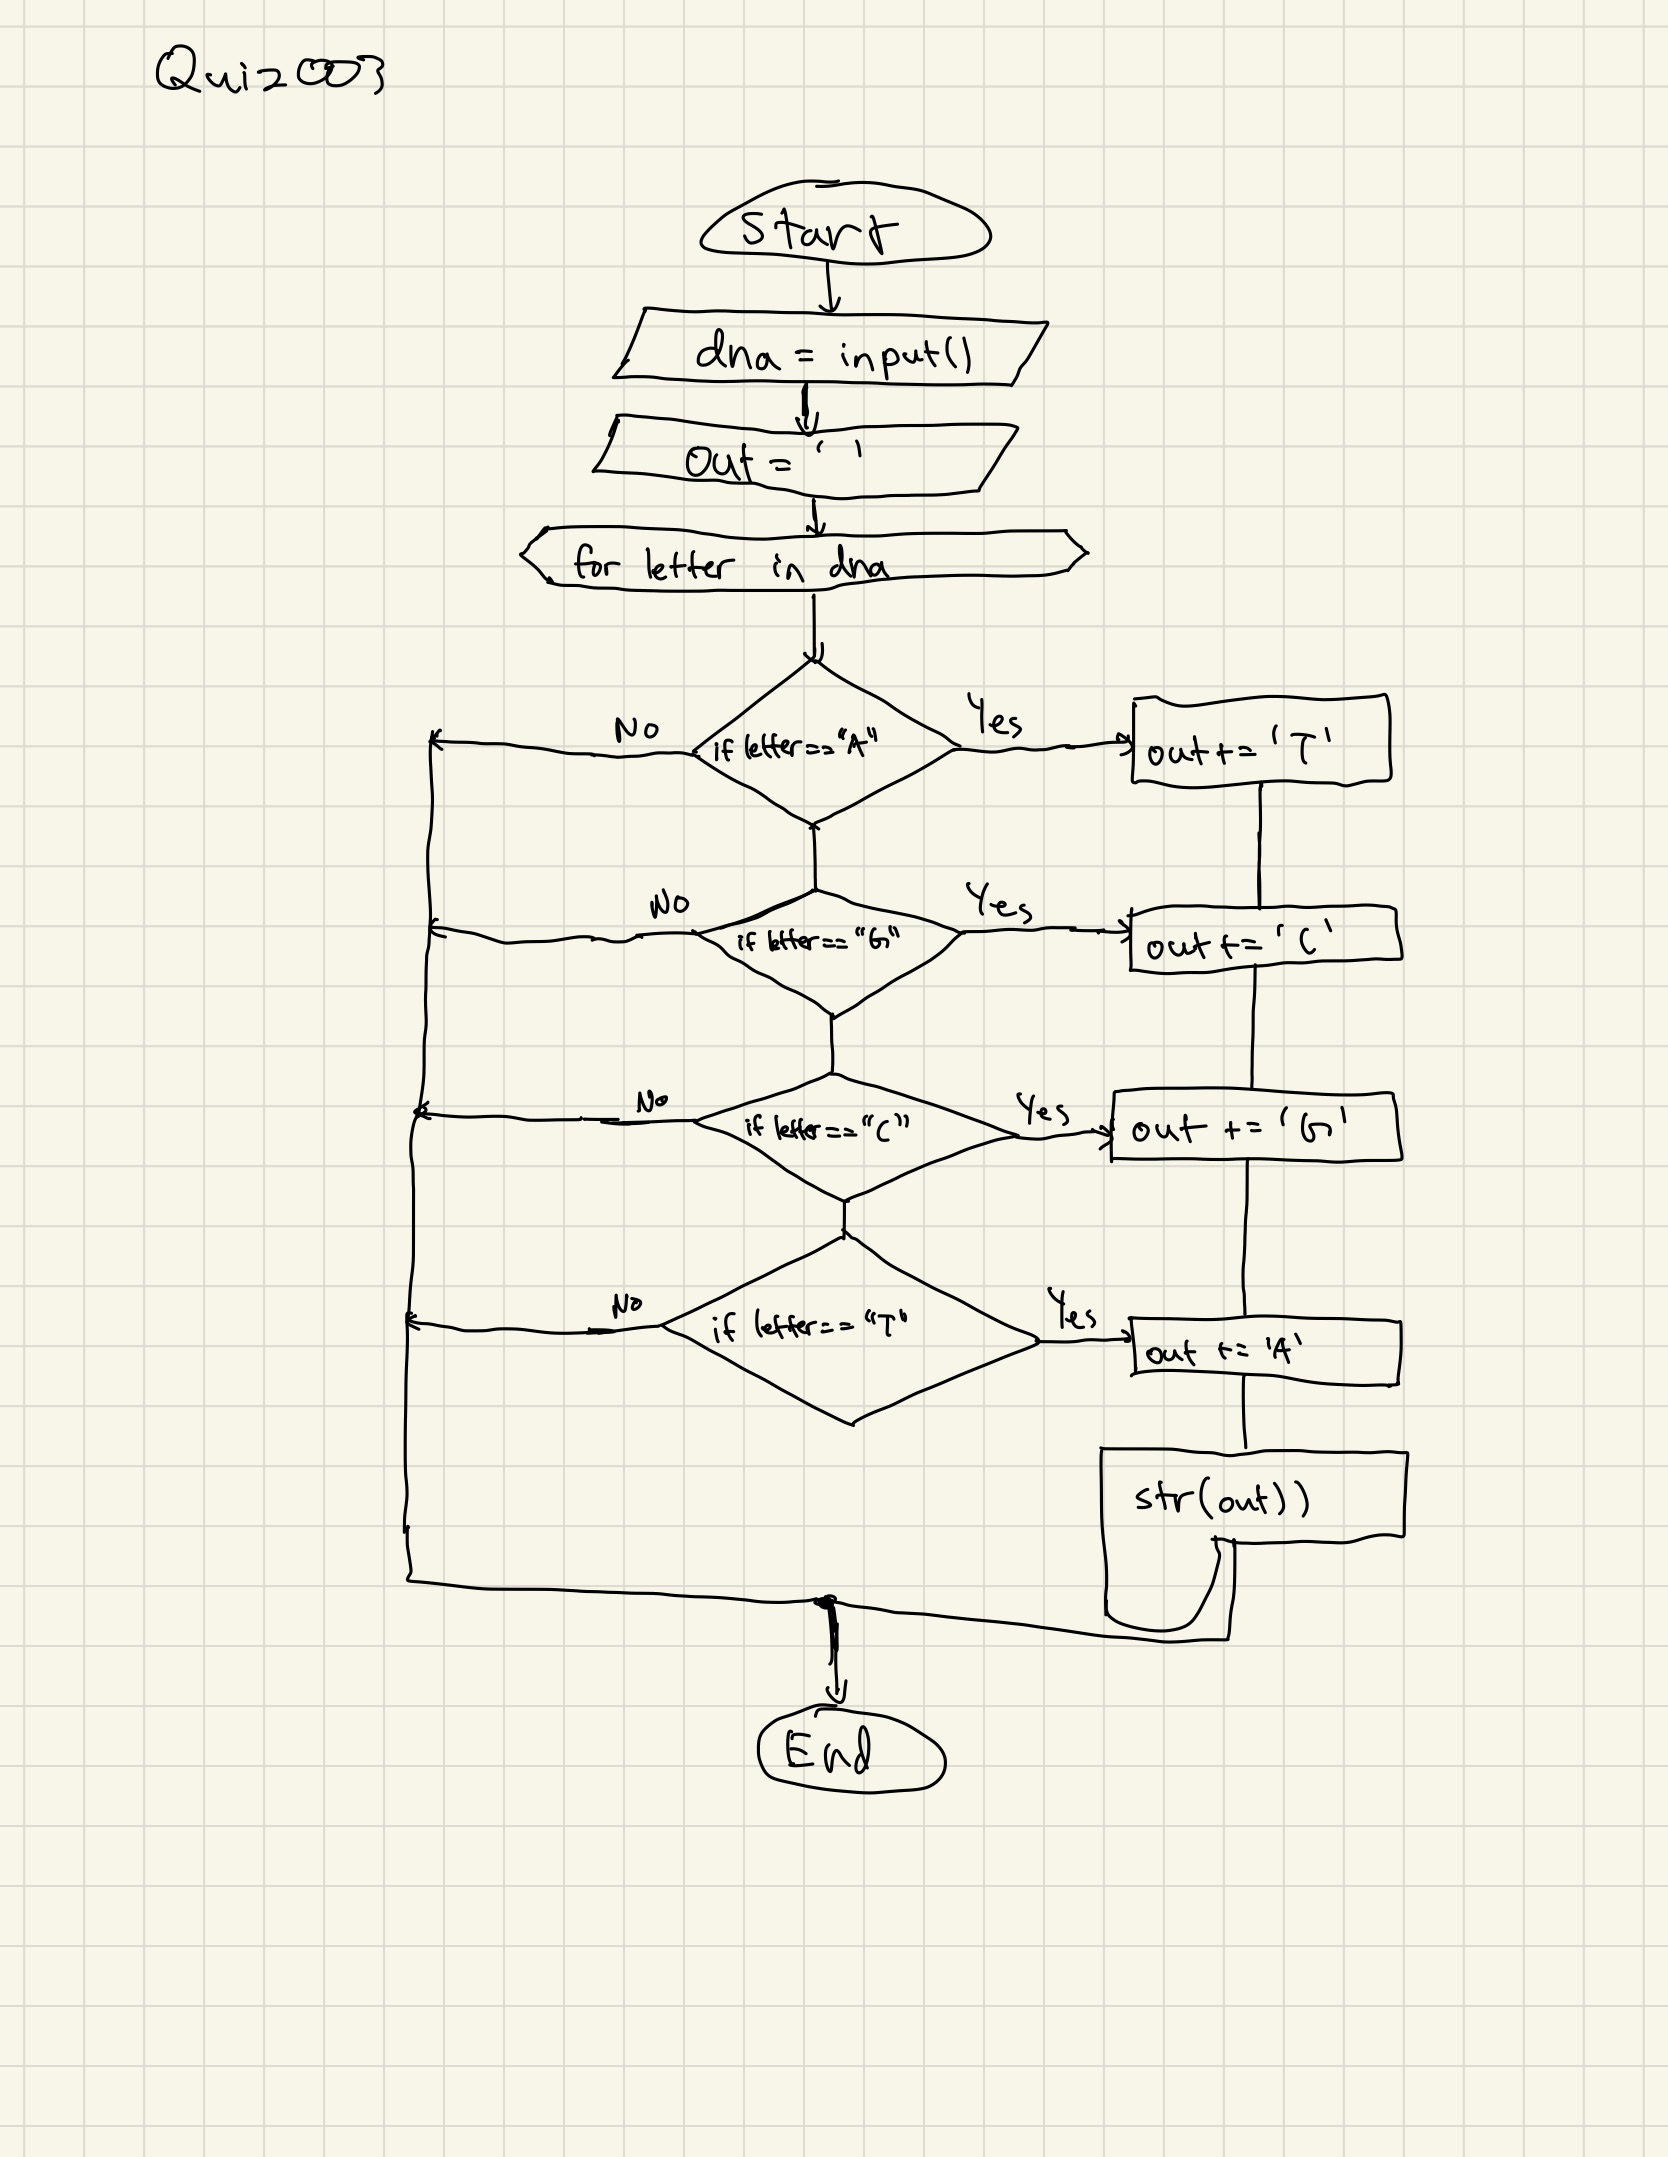 Quiz003
Start
dna = input()
Out = ' '
for letter in dna
No
if letter=="A"
Yes
out += 'T'
No
if letter=="G"
Yes
out += 'C'
No
if letter=="C"
Yes
out += 'G'
No
if letter=="T"
Yes
out += 'A'
str(out))
End